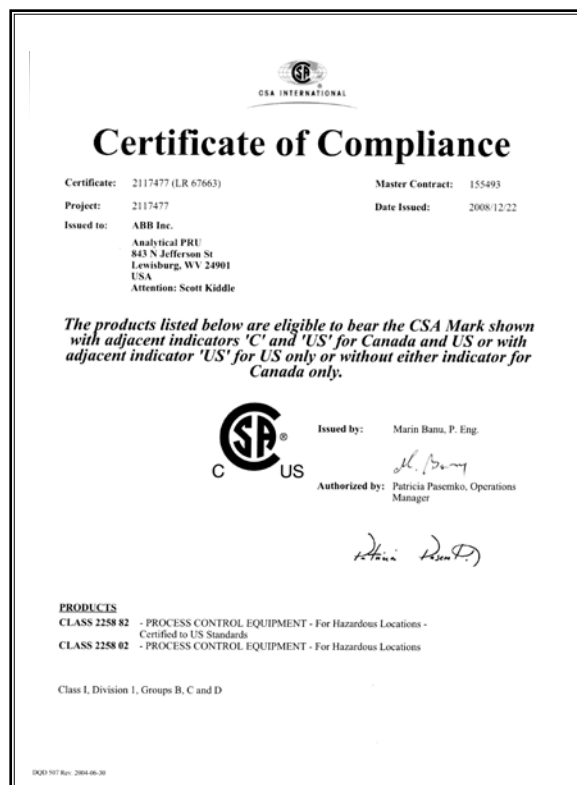 CSA INTERNATIONAL
Certificate of Compliance
Certificate: 2117477 (LR 67663)
Master Contract: 155493
Project: 2117477
Date Issued: 2008/12/22
Issued to: ABB Inc.
Analytical PRU
843 N Jefferson St
Lewisburg, WV 24901
USA
Attention: Scott Kiddle
The products listed below are eligible to bear the CSA Mark shown
with adjacent indicators 'C' and 'US' for Canada and US or with
adjacent indicator 'US' for US only or without either indicator for
Canada only.
CSA ®
C US
Issued by: Marin Banu, P. Eng.
Authorized by: Patricia Pasemko, Operations
Manager
PRODUCTS
CLASS 2258 82 - PROCESS CONTROL EQUIPMENT - For Hazardous Locations -
Certified to US Standards
CLASS 2258 02 - PROCESS CONTROL EQUIPMENT - For Hazardous Locations
Class I, Division 1, Groups B, C and D
DQD 507 Rev. 2004-06-30